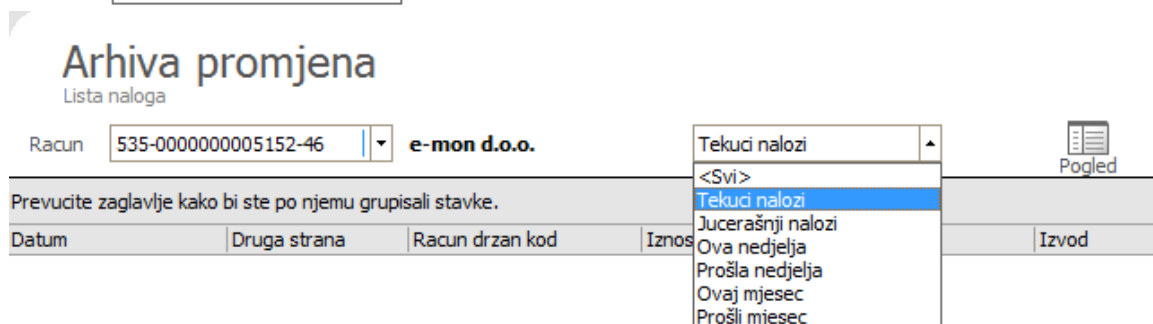 Arhiva promjena
Lista naloga
Racun 535-0000000005152-46 e-mon d.o.o. Tekuci nalozi Pogled
<Svi>
Prevucite zaglavlje kako bi ste po njemu grupisali stavke. Tekuci nalozi
Jucerašnji nalozi
Datum Druga strana Racun drzan kod Iznos Ova nedjelja Izvod
Prošla nedjelja
Ovaj mjesec
Prošli mjesec